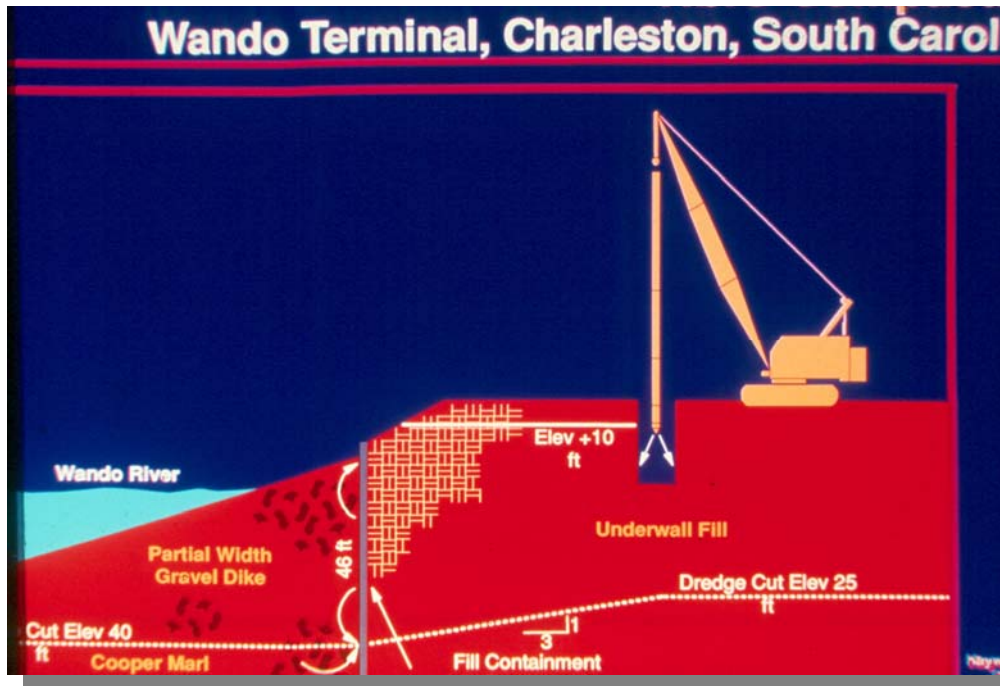 Wando Terminal, Charleston, South Carol
Elev +10
ft
Wando River
Underwall Fill
46 ft
Partial Width
Gravel Dike
Dredge Cut Elev 25
ft
1
3
Cut Elev 40
ft
Cooper Marl
Fill Containment